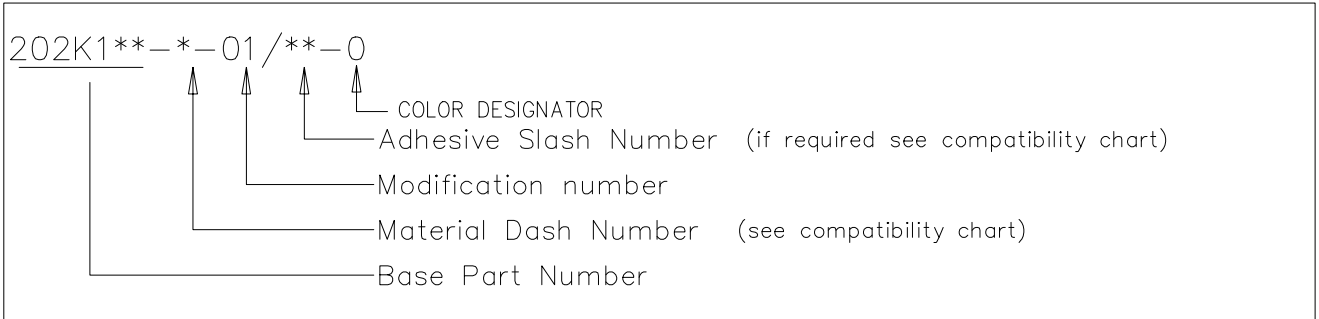 202K1**-*-01/**-0
COLOR DESIGNATOR
Adhesive Slash Number (if required see compatibility chart)
Modification number
Material Dash Number (see compatibility chart)
Base Part Number